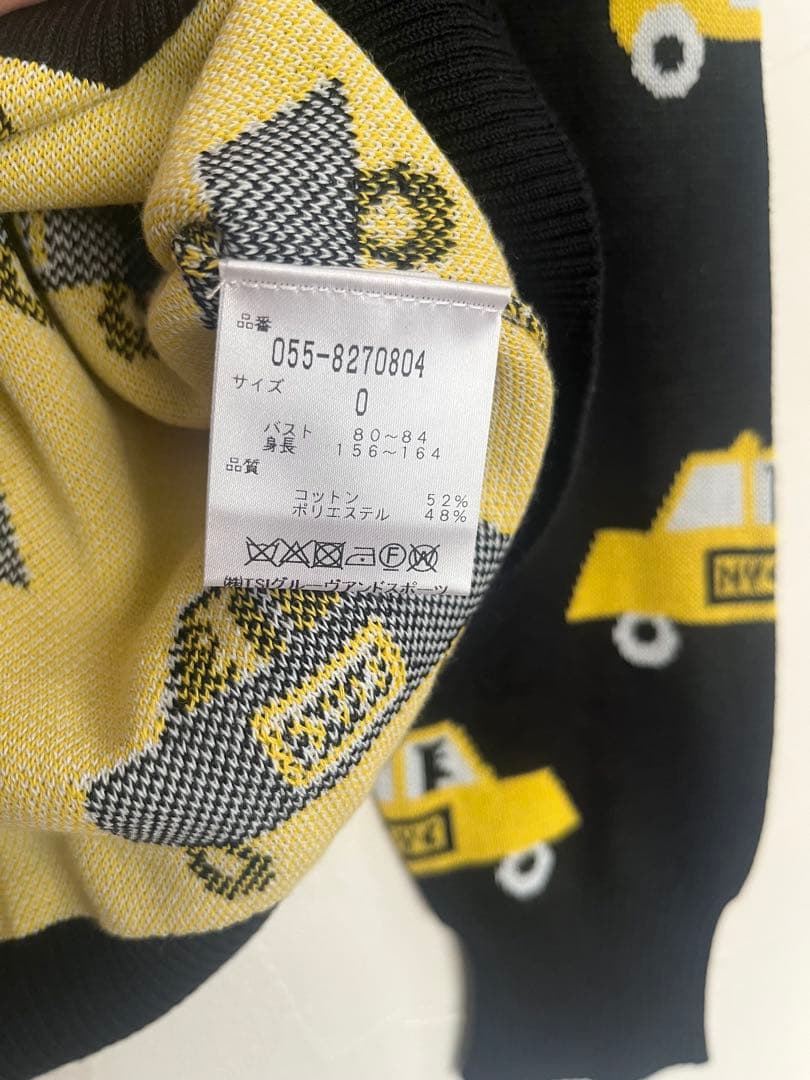 品番
055-8270804
サイズ
0
バスト 80~84
身長 156~164
品質
コットン 52%
ポリエステル 48%
F W
(株)TSIグルーヴアンドスポーツ